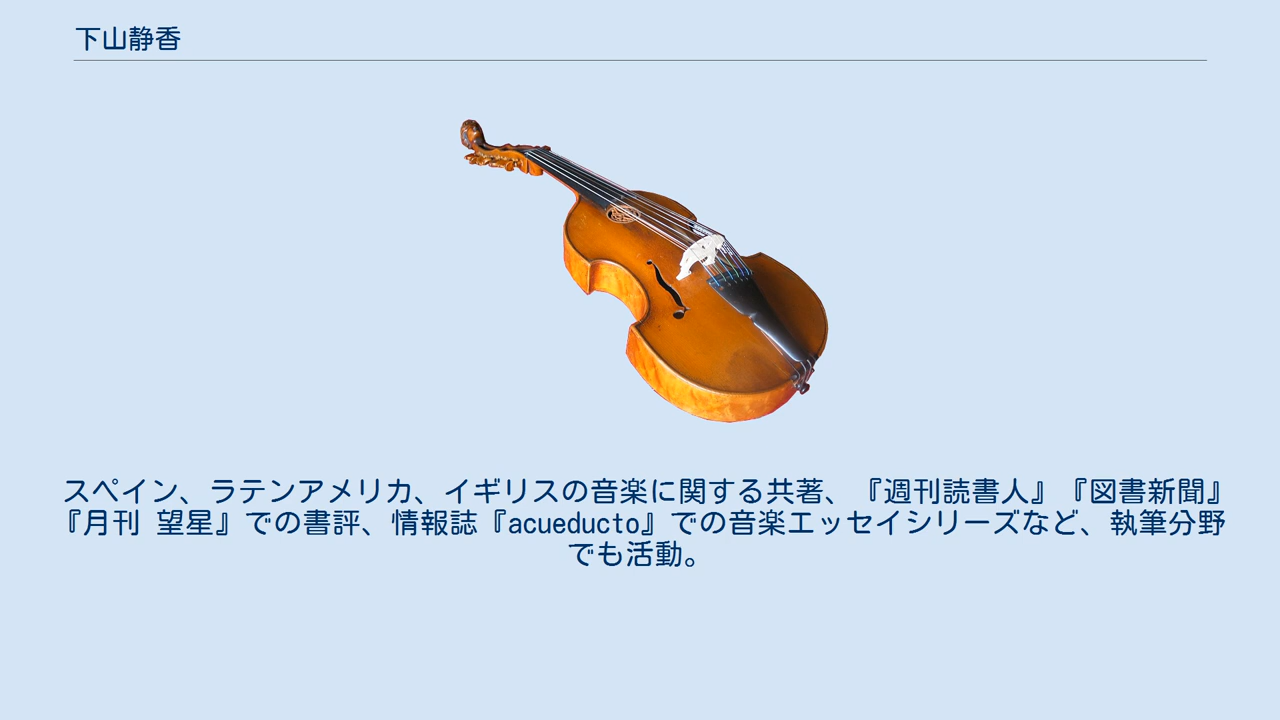 下山静香
スペイン、ラテンアメリカ、イギリスの音楽に関する共著、『週刊読書人』『図書新聞』
『月刊 望星』での書評、情報誌『acueducto』での音楽エッセイシリーズなど、執筆分野
でも活動。